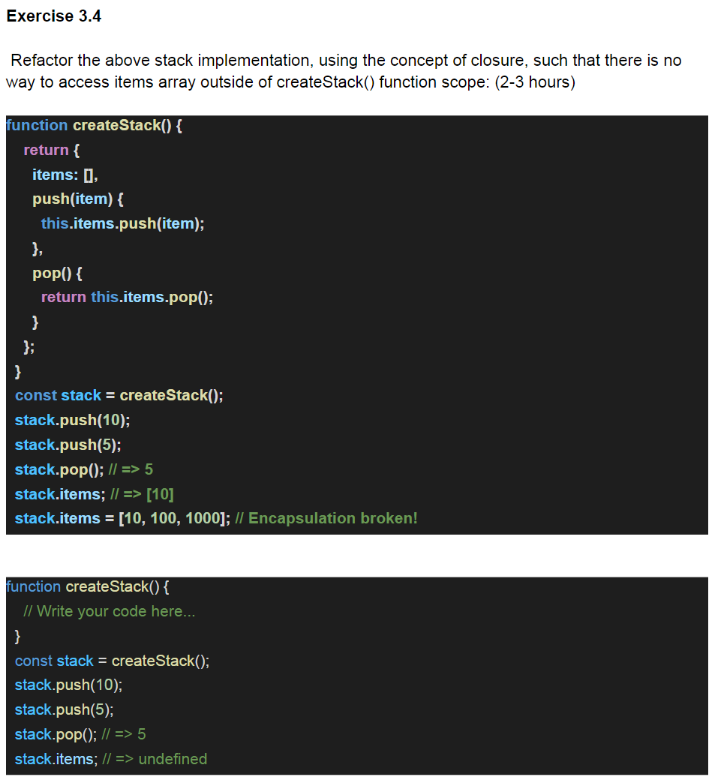 Exercise 3.4
Refactor the above stack implementation, using the concept of closure, such that there is no
way to access items array outside of createStack() function scope: (2-3 hours)
function createStack() {
return {
items: [],
push(item) {
this.items.push(item);
},
pop() {
return this.items.pop();
}
};
}
const stack = createStack();
stack.push(10);
stack.push(5);
stack.pop(); // => 5
stack.items; // => [10]
stack.items = [10, 100, 1000]; // Encapsulation broken!
function createStack() {
// Write your code here...
}
const stack = createStack();
stack.push(10);
stack.push(5);
stack.pop(); // => 5
stack.items; // => undefined